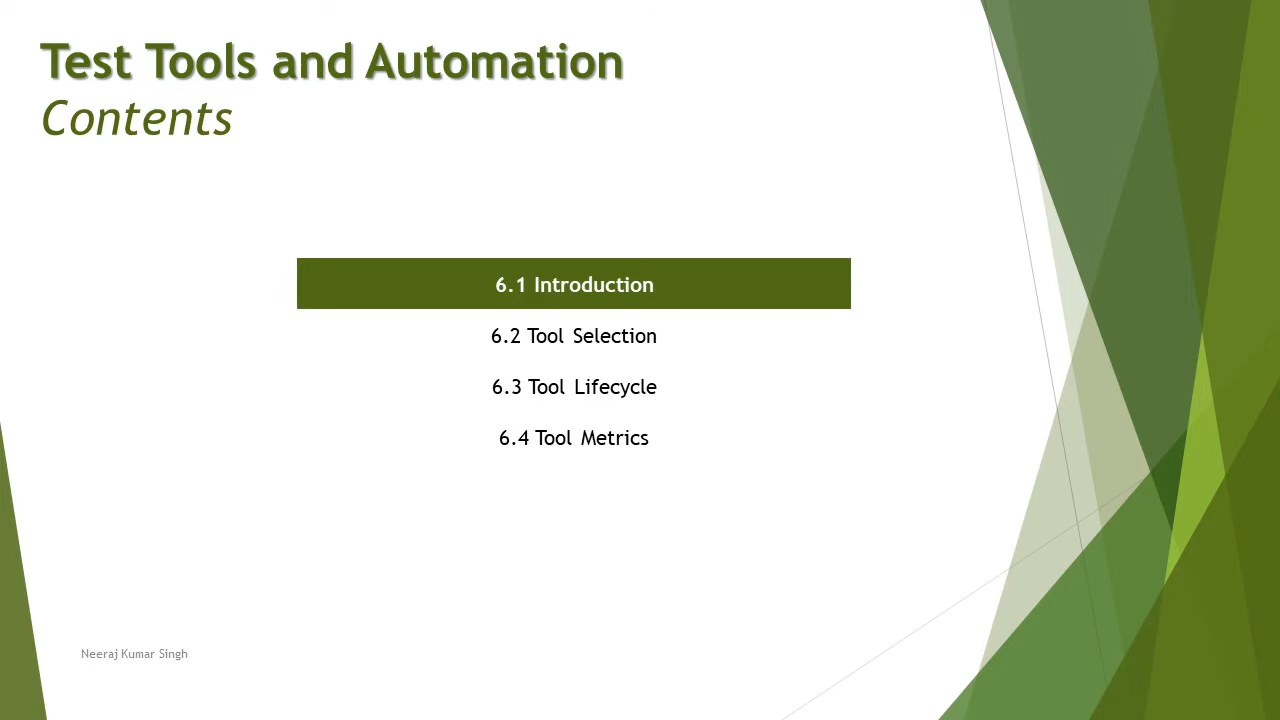 Test Tools and Automation
Contents
6.1 Introduction
6.2 Tool Selection
6.3 Tool Lifecycle
6.4 Tool Metrics
Neeraj Kumar Singh